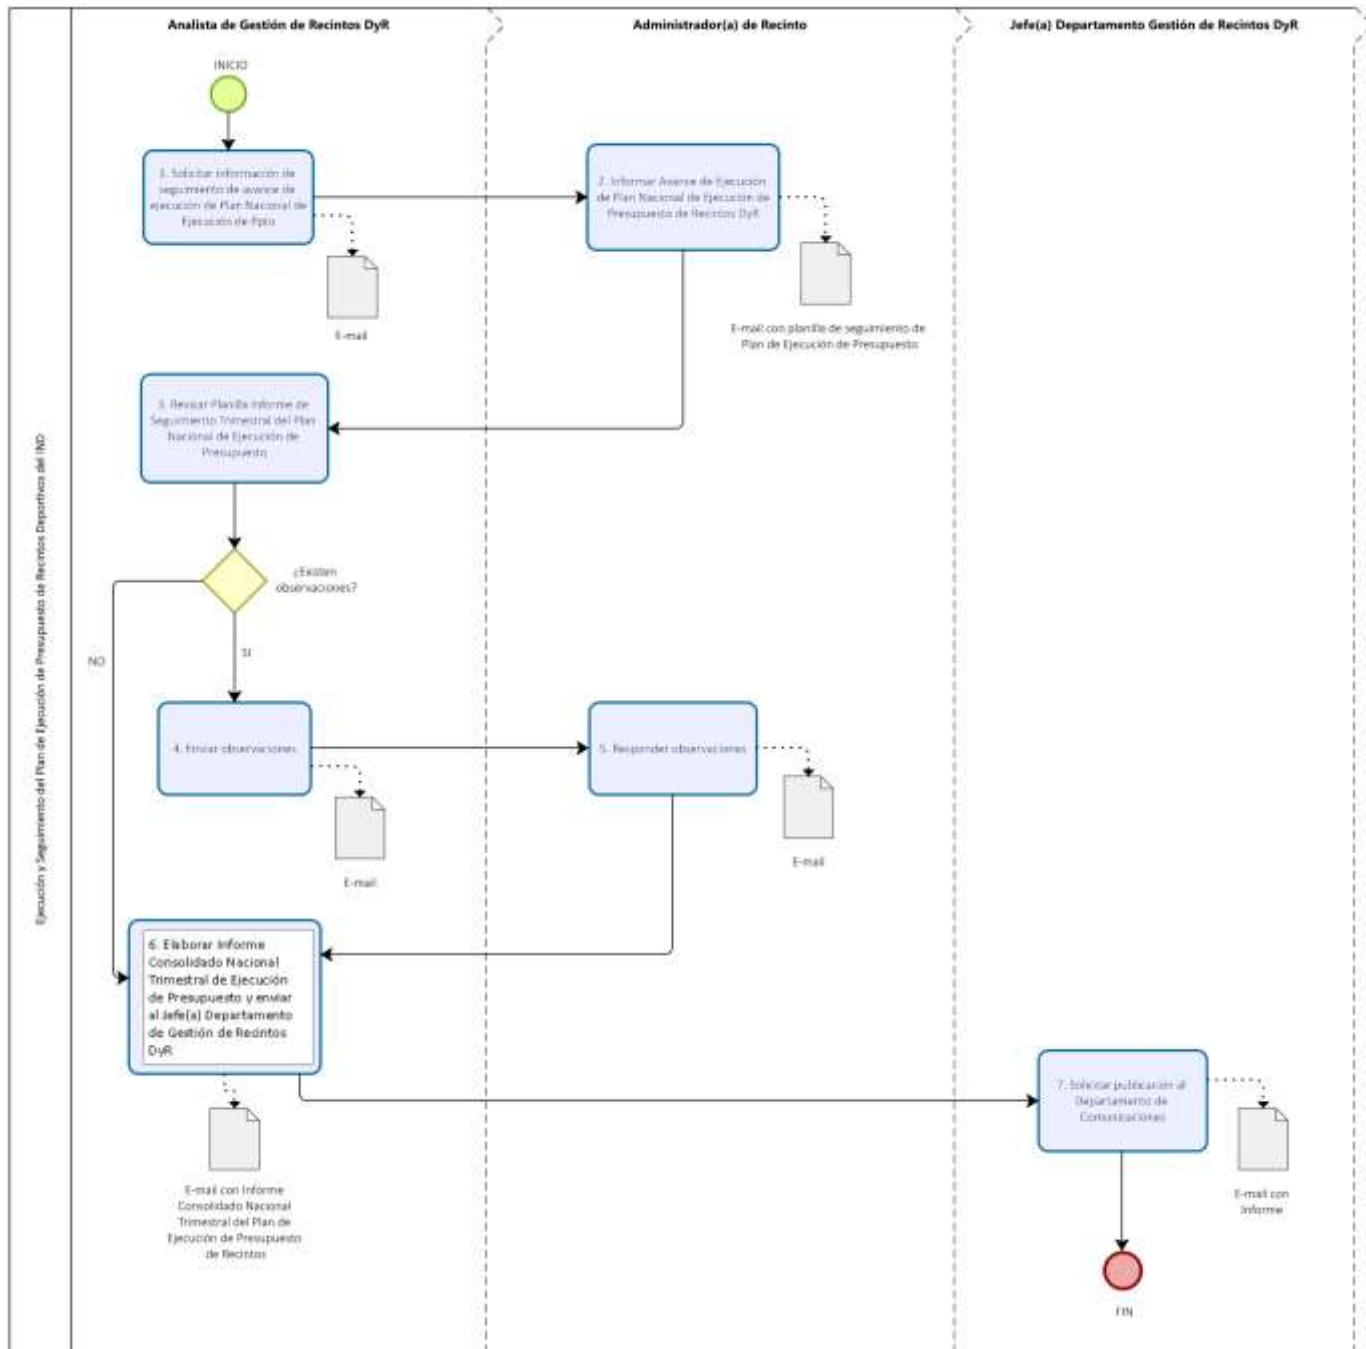 Analista de Gestión de Recintos DyR
Administrador(a) de Recinto
Jefe(a) Departamento Gestión de Recintos DyR
Ejecución y Seguimiento del Plan de Ejecución de Presupuesto de Recintos Deportivos del IND
INICIO
1. Solicitar información de
seguimiento de avance de
ejecución de Plan Nacional de
Ejecución de Ppto
E-mail
2. Informar Avance de Ejecución
de Plan Nacional de Ejecución de
Presupuesto de Recintos DyR
E-mail con planilla de seguimiento de
Plan de Ejecución de Presupuesto
3. Revisar Planilla Informe de
Seguimiento Trimestral del Plan
Nacional de Ejecución de
Presupuesto
¿Existen
observaciones?
NO
SI
4. Enviar observaciones
E-mail
5. Responder observaciones
E-mail
6. Elaborar Informe
Consolidado Nacional
Trimestral de Ejecución
de Presupuesto y enviar
al Jefe(a) Departamento
de Gestión de Recintos
DyR
E-mail con Informe
Consolidado Nacional
Trimestral del Plan de
Ejecución de Presupuesto
de Recintos
7. Solicitar publicación al
Departamento de
Comunicaciones
E-mail con
Informe
FIN